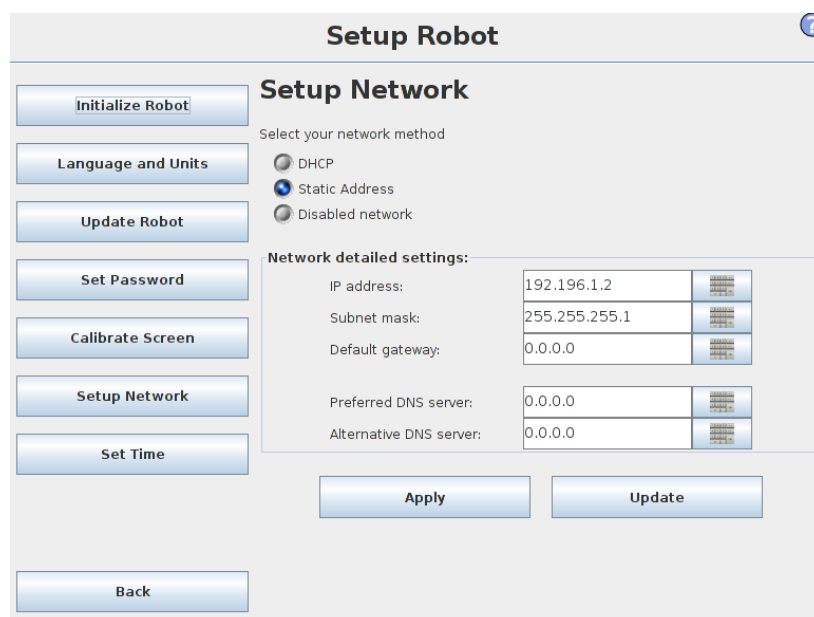 Setup Robot
?
Initialize Robot
Language and Units
Update Robot
Set Password
Calibrate Screen
Setup Network
Set Time
Back
Setup Network
Select your network method
DHCP
Static Address
Disabled network
Network detailed settings:
IP address: 192.196.1.2
Subnet mask: 255.255.255.1
Default gateway: 0.0.0.0
Preferred DNS server: 0.0.0.0
Alternative DNS server: 0.0.0.0
Apply Update